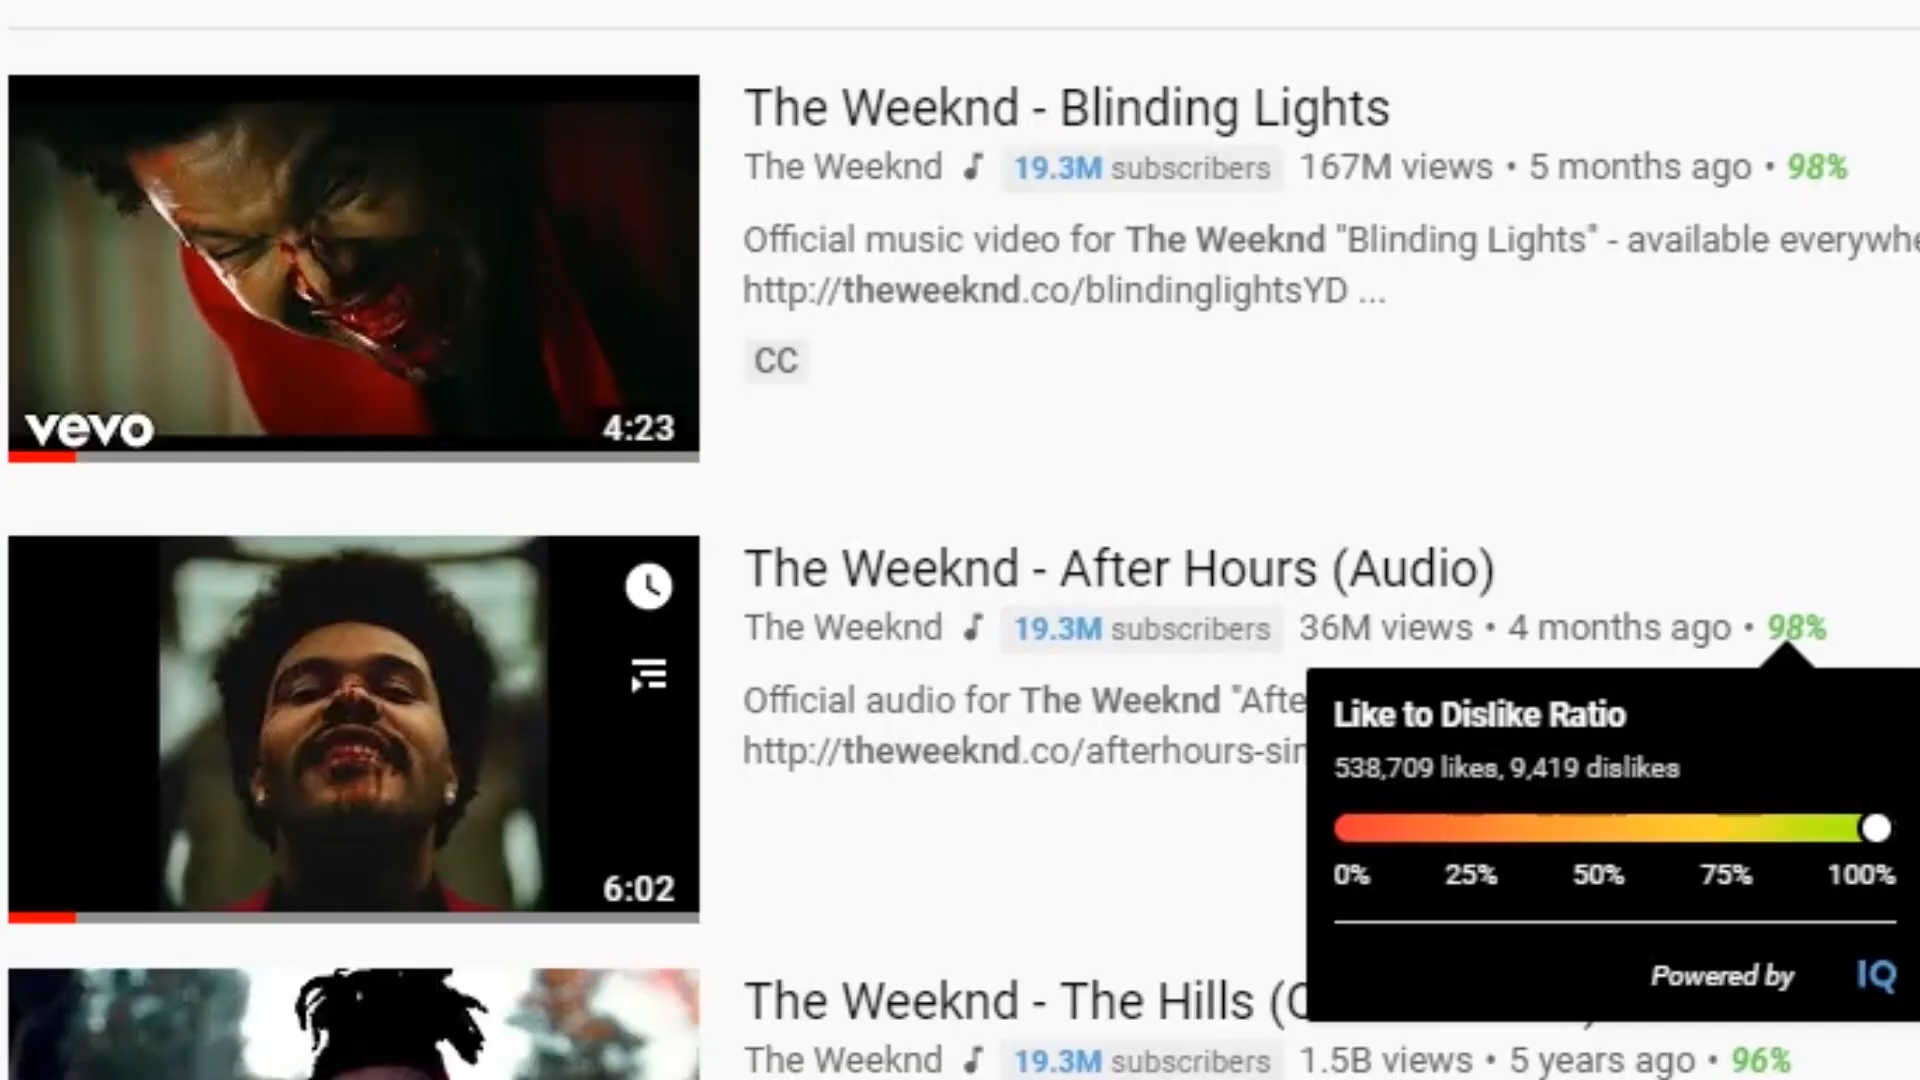 The Weeknd - Blinding Lights
The Weeknd 19.3M subscribers 167M views • 5 months ago • 98%
Official music video for The Weeknd "Blinding Lights" - available everywhe
http://theweeknd.co/blindinglightsYD ...
CC
vevo
4:23
The Weeknd - After Hours (Audio)
The Weeknd 19.3M subscribers 36M views • 4 months ago • 98%
Official audio for The Weeknd "Afte
http://theweeknd.co/afterhours-sin
6:02
Like to Dislike Ratio
538,709 likes, 9,419 dislikes
0% 25% 50% 75% 100%
Powered by IQ
The Weeknd - The Hills (
The Weeknd 19.3M subscribers 1.5B views • 5 years ago • 96%